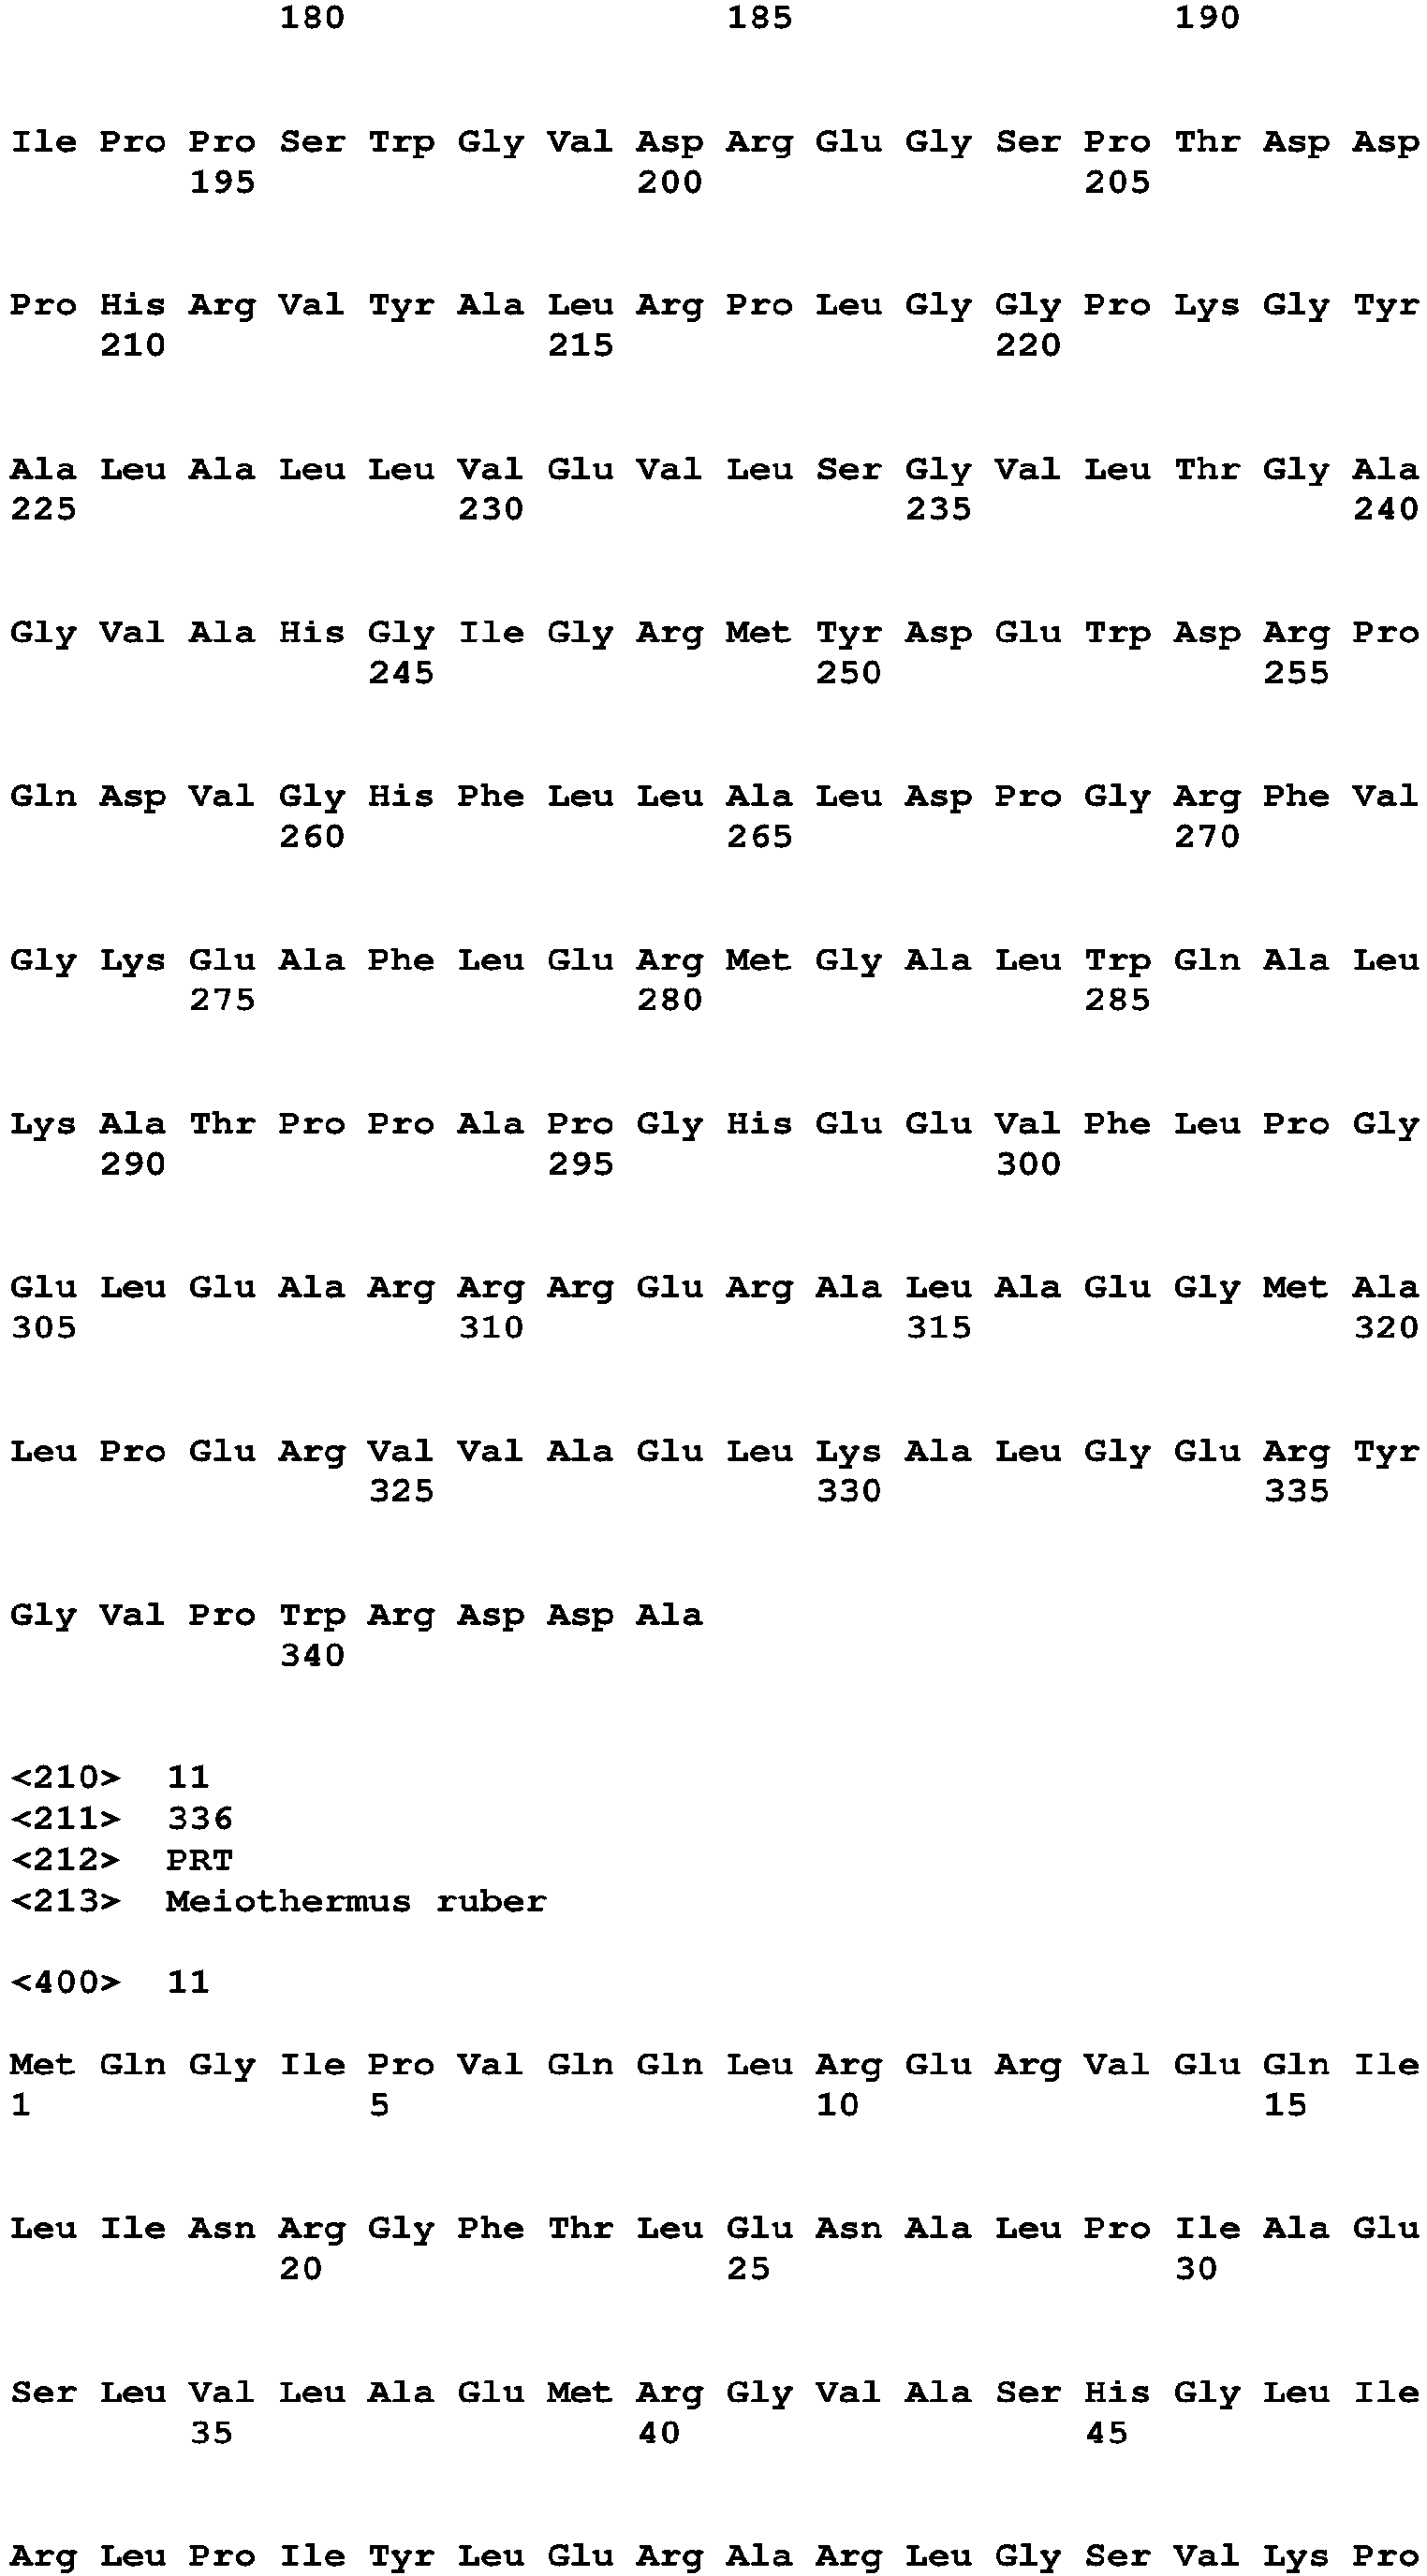 180 185 190
Ile Pro Pro Ser Trp Gly Val Asp Arg Glu Gly Ser Pro Thr Asp Asp
195 200 205
Pro His Arg Val Tyr Ala Leu Arg Pro Leu Gly Gly Pro Lys Gly Tyr
210 215 220
Ala Leu Ala Leu Leu Val Glu Val Leu Ser Gly Val Leu Thr Gly Ala
225 230 235 240
Gly Val Ala His Gly Ile Gly Arg Met Tyr Asp Glu Trp Asp Arg Pro
245 250 255
Gln Asp Val Gly His Phe Leu Leu Ala Leu Asp Pro Gly Arg Phe Val
260 265 270
Gly Lys Glu Ala Phe Leu Glu Arg Met Gly Ala Leu Trp Gln Ala Leu
275 280 285
Lys Ala Thr Pro Pro Ala Pro Gly His Glu Glu Val Phe Leu Pro Gly
290 295 300
Glu Leu Glu Ala Arg Arg Arg Glu Arg Ala Leu Ala Glu Gly Met Ala
305 310 315 320
Leu Pro Glu Arg Val Val Ala Glu Leu Lys Ala Leu Gly Glu Arg Tyr
325 330 335
Gly Val Pro Trp Arg Asp Asp Ala
340
<210> 11
<211> 336
<212> PRT
<213> Meiothermus ruber
<400> 11
Met Gln Gly Ile Pro Val Gln Gln Leu Arg Glu Arg Val Glu Gln Ile
1 5 10 15
Leu Ile Asn Arg Gly Phe Thr Leu Glu Asn Ala Leu Pro Ile Ala Glu
20 25 30
Ser Leu Val Leu Ala Glu Met Arg Gly Val Ala Ser His Gly Leu Ile
35 40 45
Arg Leu Pro Ile Tyr Leu Glu Arg Ala Arg Leu Gly Ser Val Lys Pro